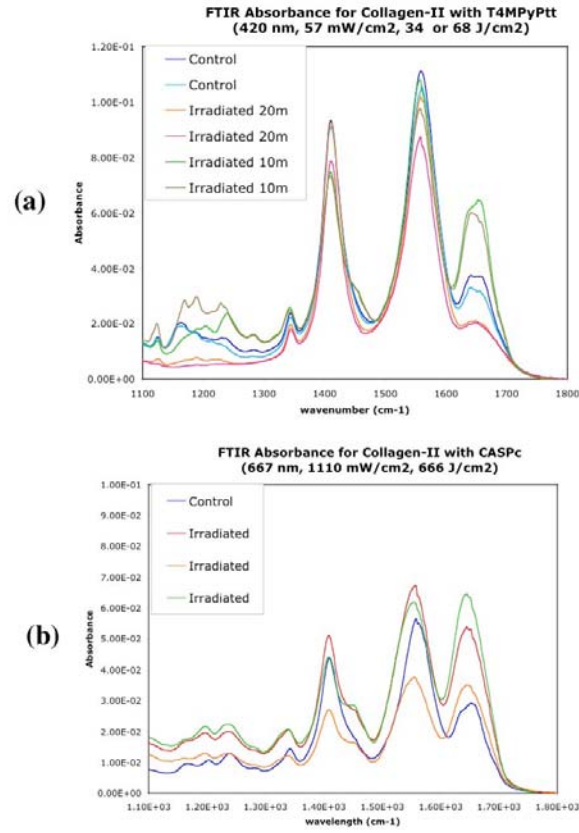 FTIR Absorbance for Collagen-II with T4MPyPtt
(420 nm, 57 mW/cm2, 34 or 68 J/cm2)
1.20E-01
1.00E-01
8.00E-02
6.00E-02
4.00E-02
2.00E-02
0.00E+00
Absorbance
Control
Control
Irradiated 20m
Irradiated 20m
Irradiated 10m
Irradiated 10m
(a)
1100 1200 1300 1400 1500 1600 1700 1800
wavenumber (cm-1)
FTIR Absorbance for Collagen-II with CASPc
(667 nm, 1110 mW/cm2, 666 J/cm2)
1.00E-01
9.00E-02
8.00E-02
7.00E-02
6.00E-02
5.00E-02
4.00E-02
3.00E-02
2.00E-02
1.00E-02
0.00E+00
Absorbance
Control
Irradiated
Irradiated
Irradiated
(b)
1.10E+03 1.20E+03 1.30E+03 1.40E+03 1.50E+03 1.60E+03 1.70E+03 1.80E+03
wavelength (cm-1)